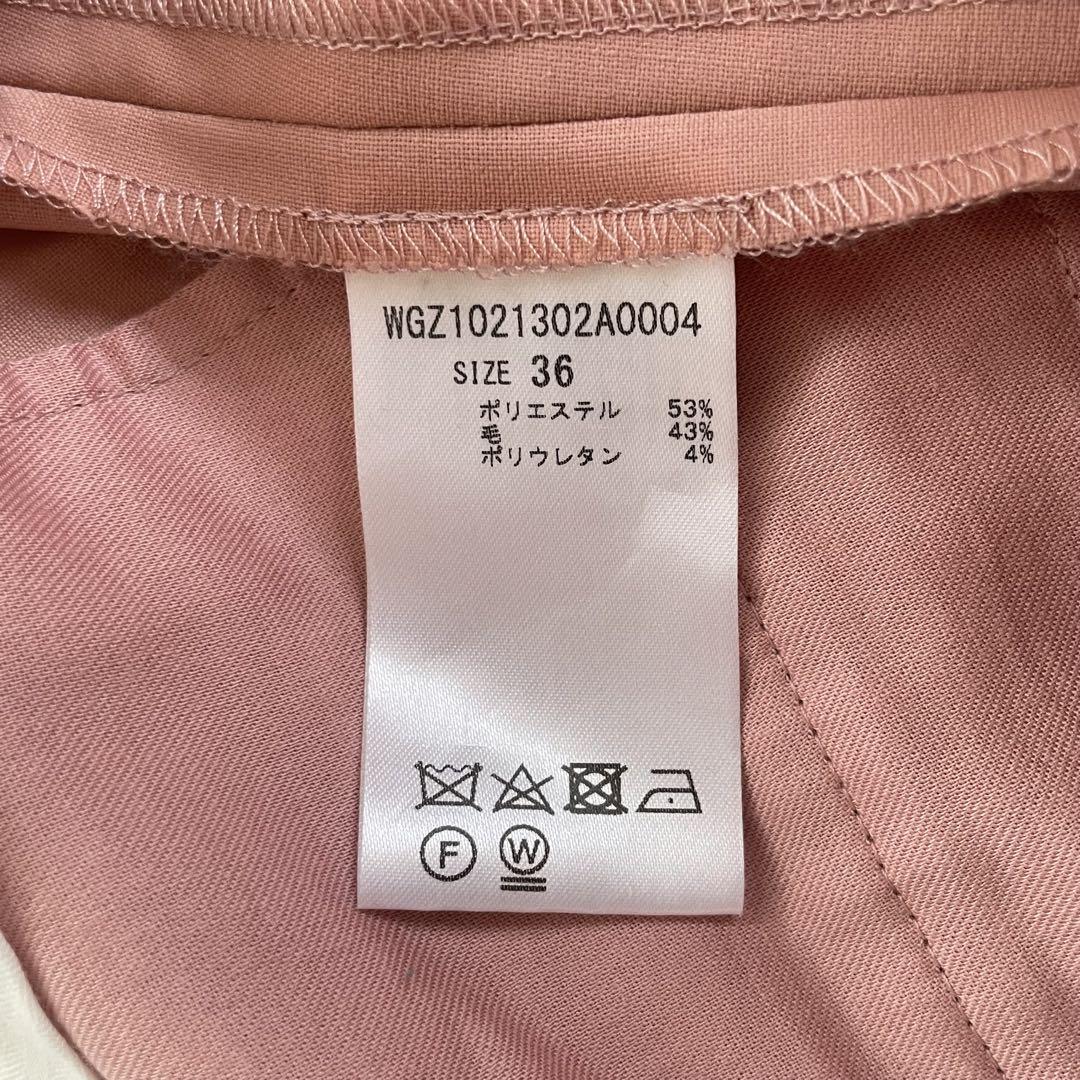 WGZ1021302A0004
SIZE 36
ポリエステル 53%
毛 43%
ポリウレタン 4%
F W